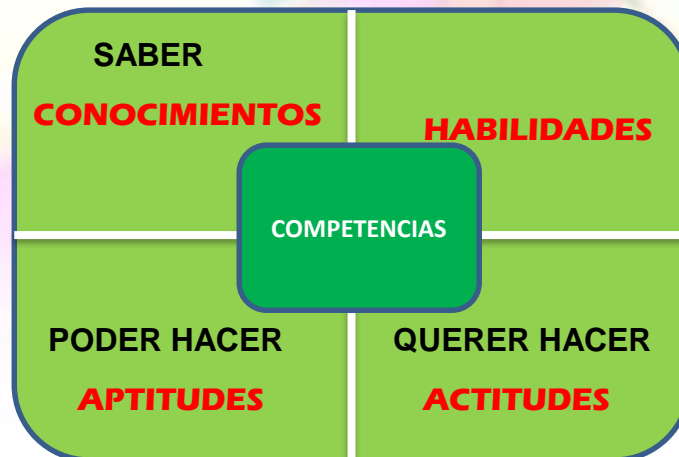 SABER
CONOCIMIENTOS
HABILIDADES
COMPETENCIAS
PODER HACER
APTITUDES
QUERER HACER
ACTITUDES